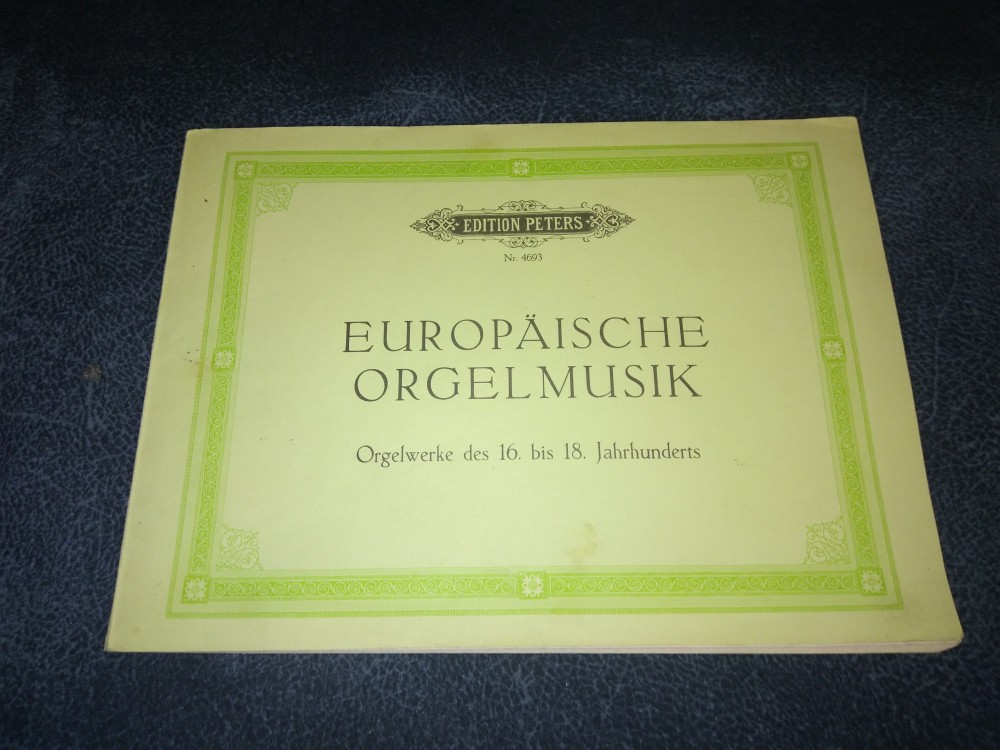 EDITION PETERS
Nr. 4693
EUROPÄISCHE
ORGELMUSIK
Orgelwerke des 16. bis 18. Jahrhunderts